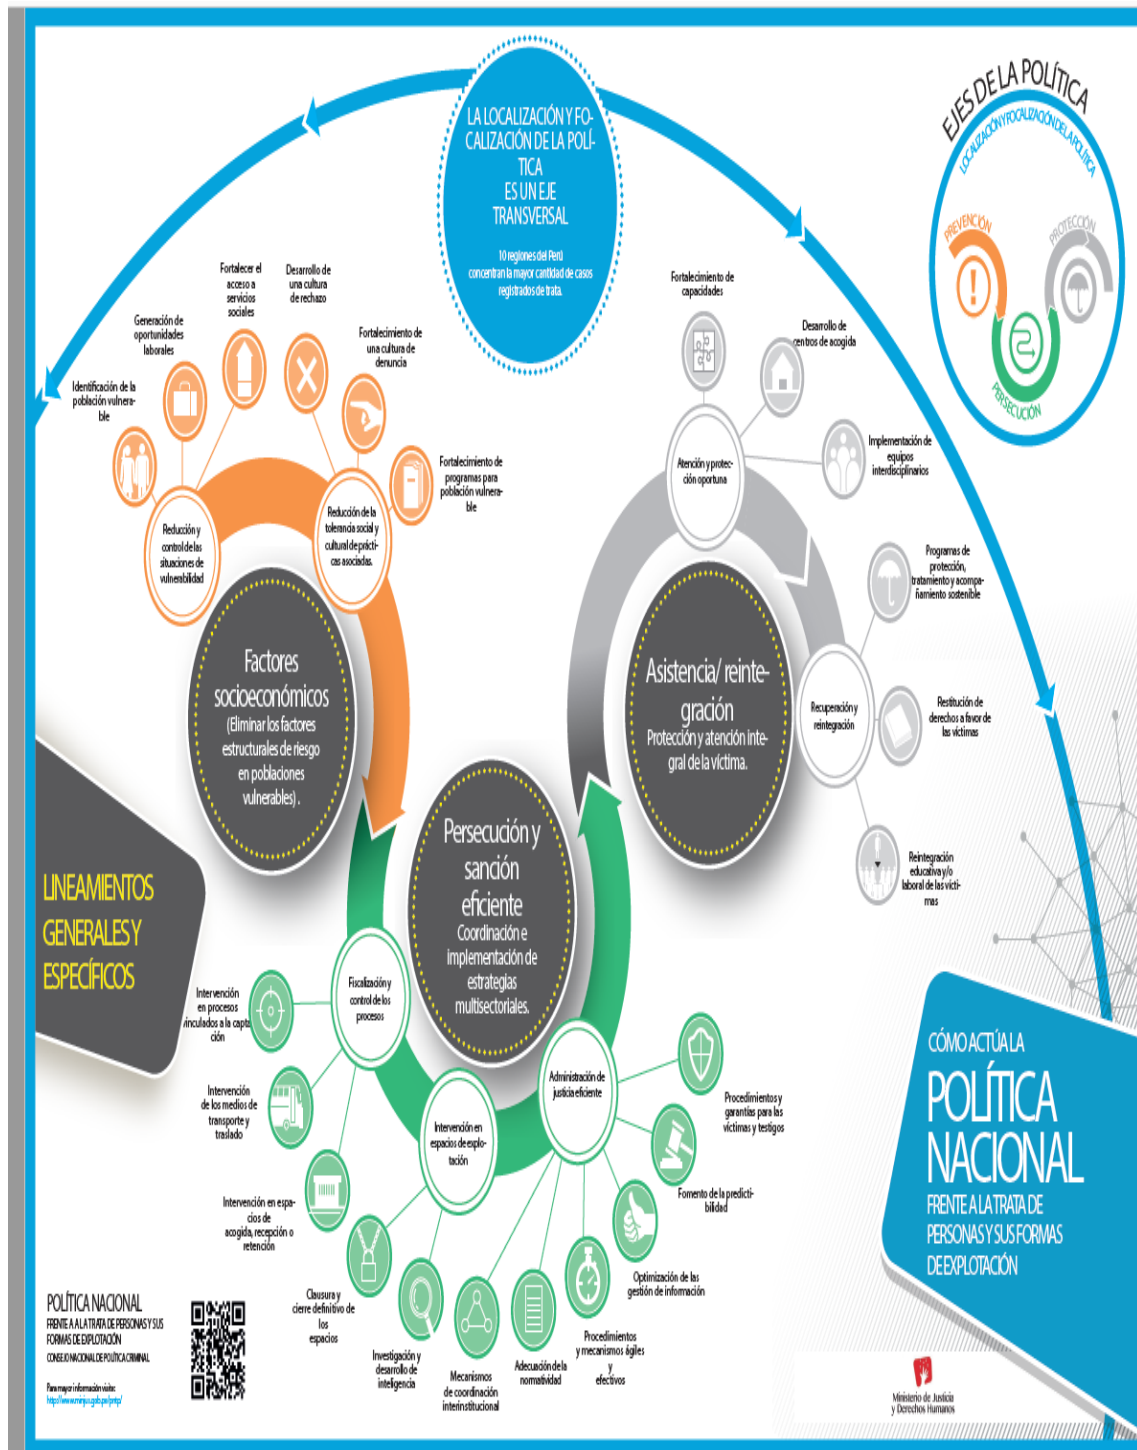 LA LOCALIZACIÓN Y FO-
CALIZACIÓN DE LA POLÍ-
TICA
ES UN EJE
TRANSVERSAL
10 regiones del Perú
concentran la mayor cantidad de casos
registrados de trata.
EJES DE LA POLÍTICA
LOCALIZACIÓN Y FOCALIZACIÓN DE LA POLÍTICA
PREVENCIÓN
PROTECCIÓN
PERSECUCIÓN
Identificación de la
población vulnera-
ble
Generación de
oportunidades
laborales
Fortalecer el
acceso a
servicios
sociales
Desarrollo de
una cultura
de rechazo
Fortalecimiento de
una cultura de
denuncia
Fortalecimiento de
programas para
población vulnera-
ble
Reducción y
control de las
situaciones de
vulnerabilidad
Reducción de la
tolerancia social y
cultural de prácti-
cas asociadas.
Factores
socioeconómicos
(Eliminar los factores
estructurales de riesgo
en poblaciones
vulnerables) .
Fortalecimiento de
capacidades
Desarrollo de
centros de acogida
Implementación de
equipos
interdisciplinarios
Atención y protec-
ción oportuna
Programas de
protección,
tratamiento y acompa-
ñamiento sostenible
Recuperación y
reintegración
Restitución de
derechos a favor de
las víctimas
Reintegración
educativa y/o
laboral de las vícti-
mas
Asistencia/ reinte-
gración
Protección y atención inte-
gral de la víctima.
Persecución y
sanción
eficiente
Coordinación e
implementación de
estrategias
multisectoriales.
LINEAMIENTOS
GENERALES Y
ESPECÍFICOS
Fiscalización y
control de los
procesos
Intervención
en procesos
vinculados a la capta
ción
Intervención
de los medios de
transporte y
traslado
Intervención en espa-
cios de
acogida, recepción o
retención
Intervención en
espacios de explo-
tación
Clausura y
cierre definitivo de
los
espacios
Investigación y
desarrollo de
inteligencia
Administración de
justicia eficiente
Mecanismos
de coordinación
interinstitucional
Adecuación de la
normatividad
Procedimientos
y mecanismos ágiles
y
efectivos
Optimización de las
gestión de información
Fomento de la predicti-
bilidad
Procedimientos y
garantías para las
víctimas y testigos
CÓMO ACTÚA LA
POLÍTICA
NACIONAL
FRENTE A LA TRATA DE
PERSONAS Y SUS FORMAS
DE EXPLOTACIÓN
POLÍTICA NACIONAL
FRENTE A A LA TRATA DE PERSONAS Y SUS
FORMAS DE EXPLOTACIÓN
CONSEJO NACIONAL DE POLÍTICA CRIMINAL
Para mayor información visite:
http://www.minjus.gob.pe/pntp/
Ministerio de Justicia
y Derechos Humanos